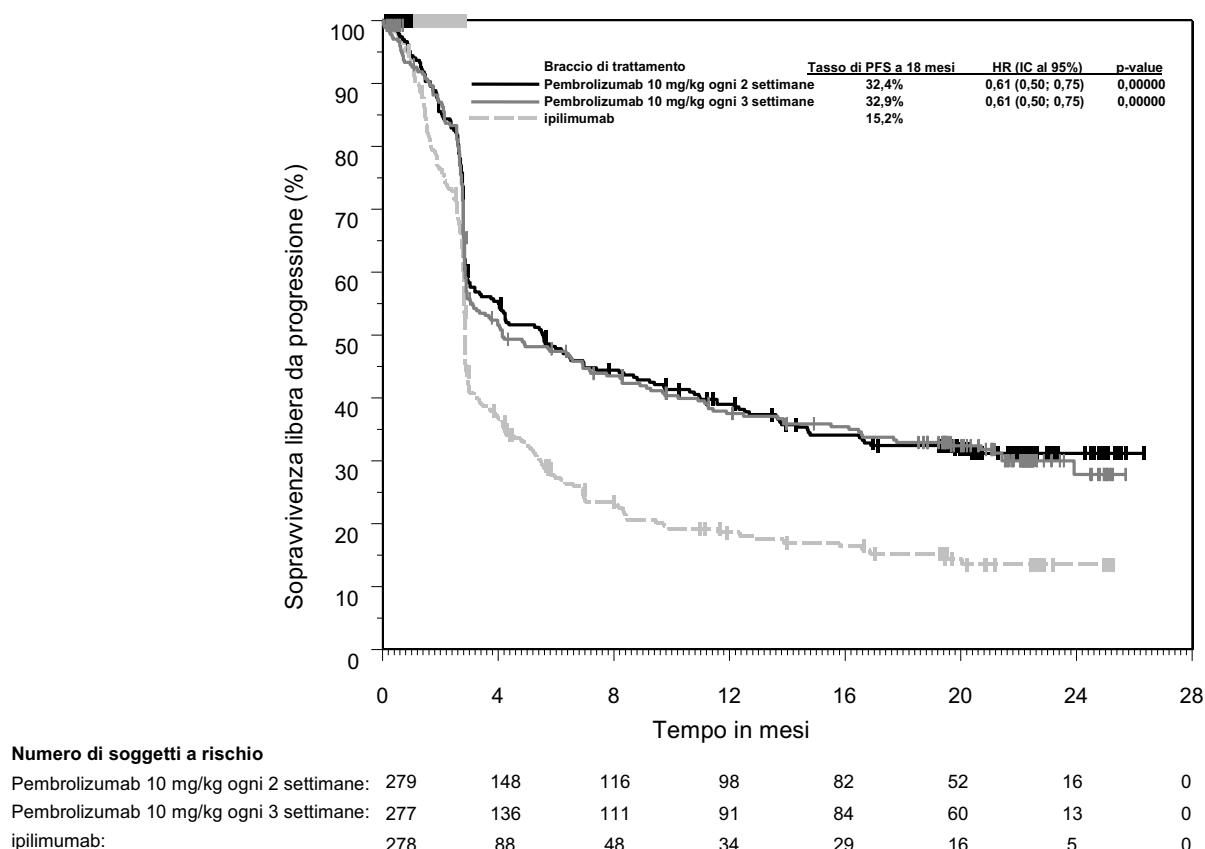 Braccio di trattamento Tasso di PFS a 18 mesi HR (IC al 95%) p-value
Pembrolizumab 10 mg/kg ogni 2 settimane 32,4% 0,61 (0,50; 0,75) 0,00000
Pembrolizumab 10 mg/kg ogni 3 settimane 32,9% 0,61 (0,50; 0,75) 0,00000
ipilimumab 15,2%
Sopravvivenza libera da progressione (%)
100
90
80
70
60
50
40
30
20
10
0
0 4 8 12 16 20 24 28
Tempo in mesi
Numero di soggetti a rischio
Pembrolizumab 10 mg/kg ogni 2 settimane: 279 148 116 98 82 52 16 0
Pembrolizumab 10 mg/kg ogni 3 settimane: 277 136 111 91 84 60 13 0
ipilimumab: 278 88 48 34 29 16 5 0